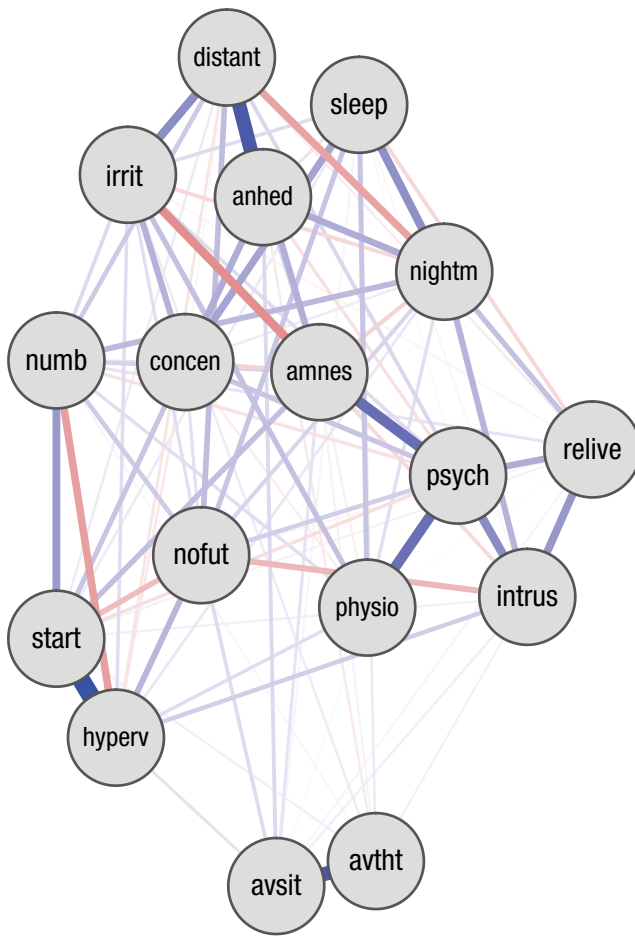 distant
sleep
irrit
anhed
nightm
numb
concen
amnes
relive
psych
nofut
physio
intrus
start
hyperv
avtht
avsit